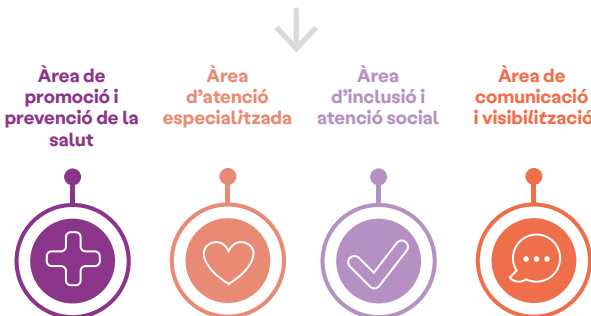 Àrea de
promoció i
prevenció de la
salut
Àrea
d'atenció
especialitzada
Àrea
d'inclusió i
atenció social
Àrea de
comunicació
i visibilització